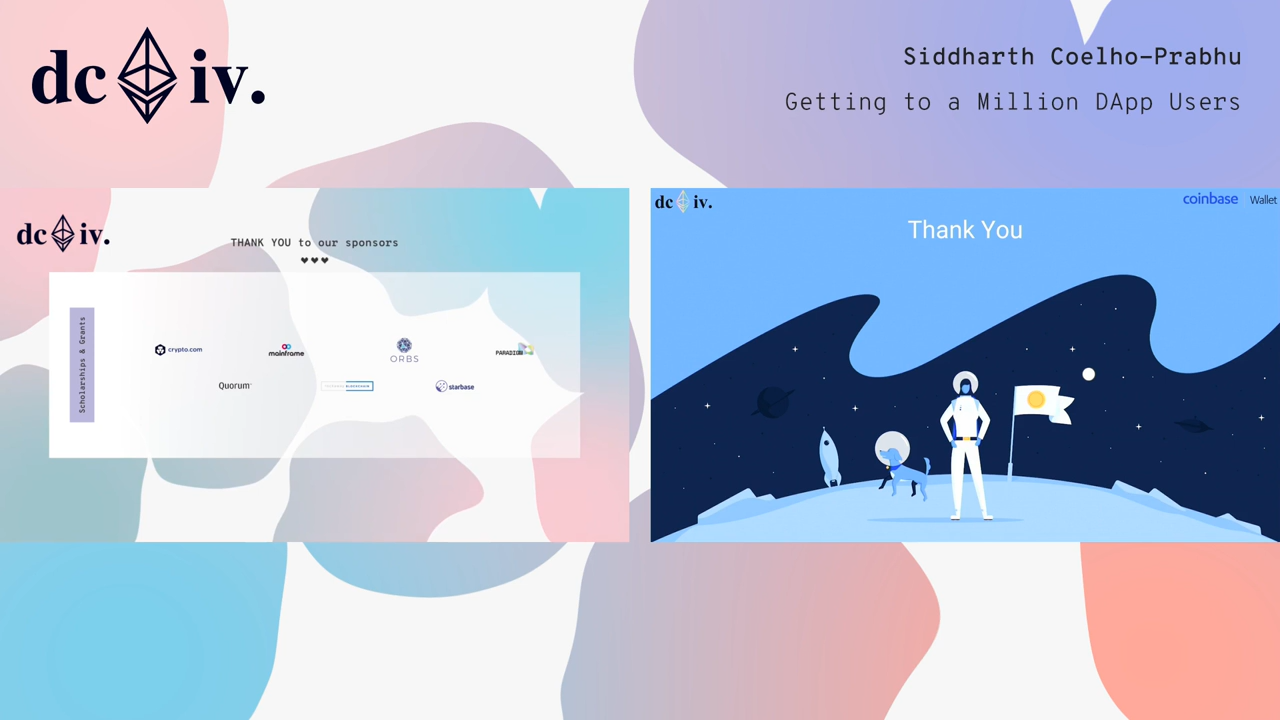 dc iv.
Siddharth Coelho-Prabhu
Getting to a Million DApp Users
dc iv.
THANK YOU to our sponsors
Scholarships & Grants
crypto.com
mainframe
ORBS
Quorum
BLOCKCHAIN
starbase
dc iv.
coinbase Wallet
Thank You